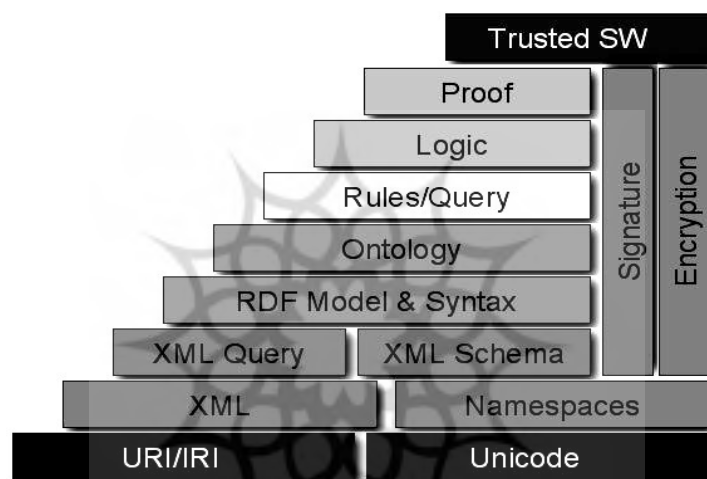 Trusted SW
Proof
Logic
Rules/Query
Ontology
RDF Model & Syntax
XML Query
XML Schema
XML
Namespaces
URI/IRI
Unicode
Signature
Encryption